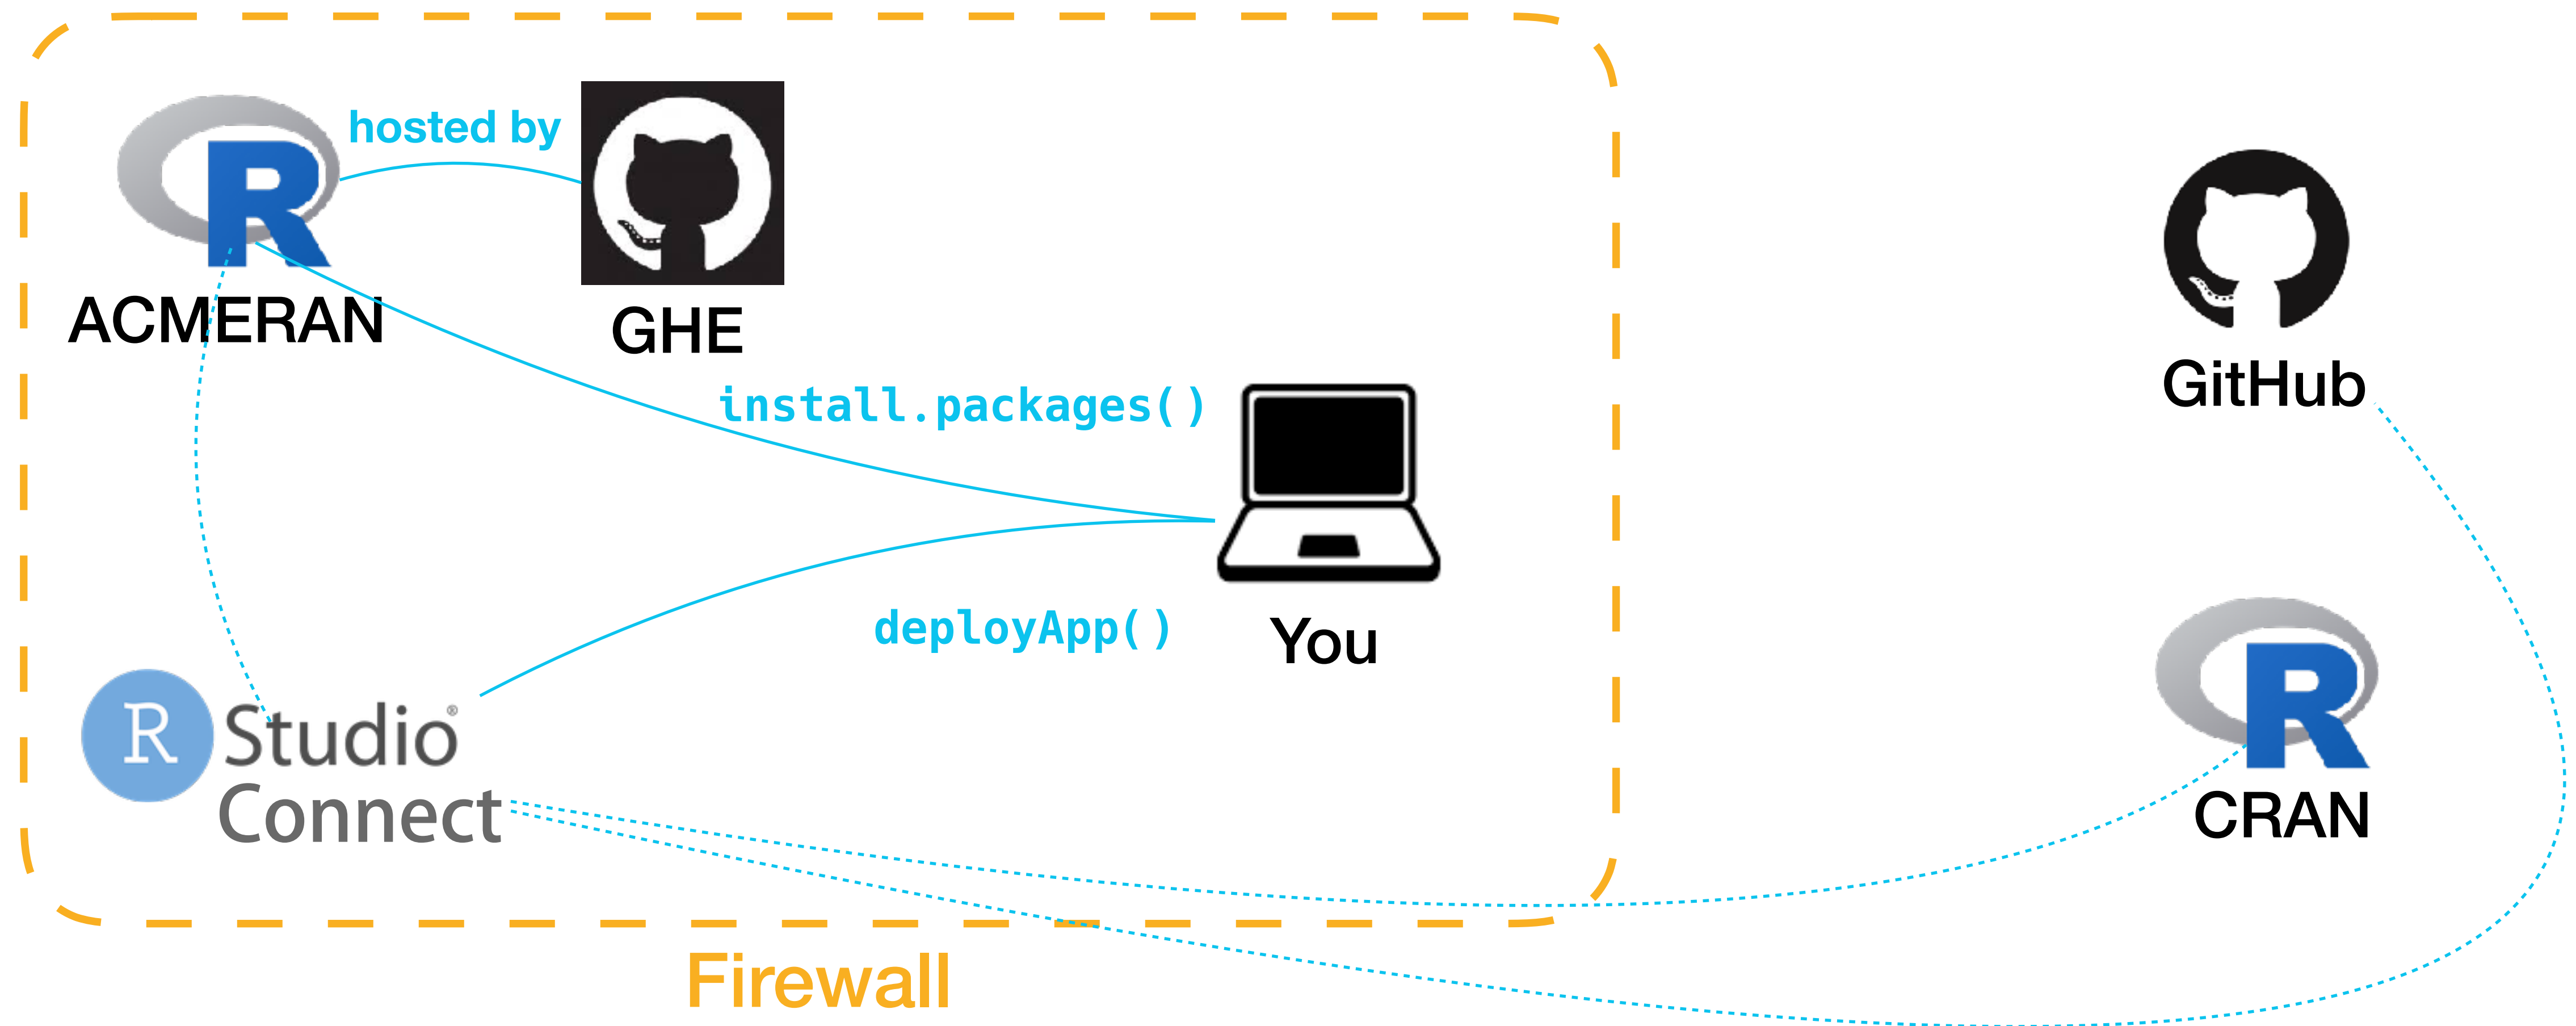 hosted by
R
ACMERAN
GHE
install.packages()
deployApp()
You
R Studio®
Connect
Firewall
GitHub
R
CRAN